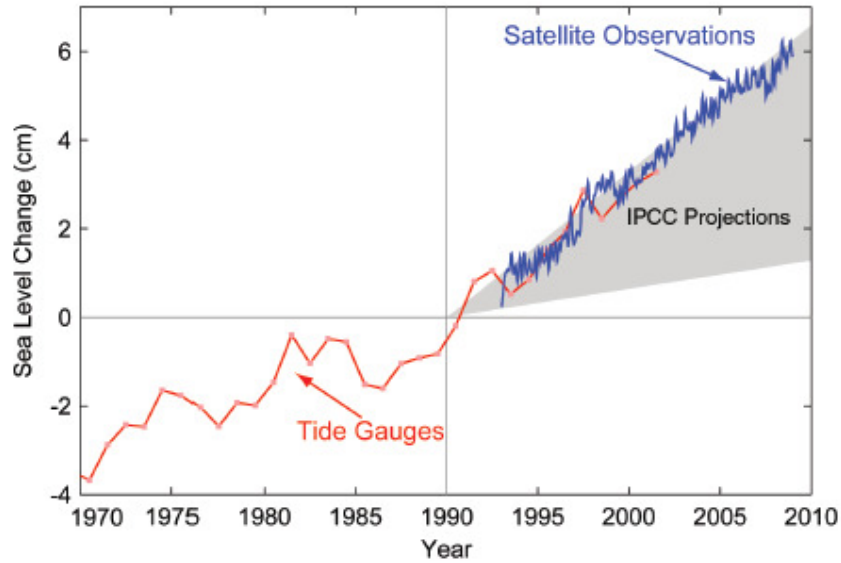 6
4
2
0
-2
-4
Sea Level Change (cm)
Satellite Observations
IPCC Projections
Tide Gauges
1970 1975 1980 1985 1990 1995 2000 2005 2010
Year